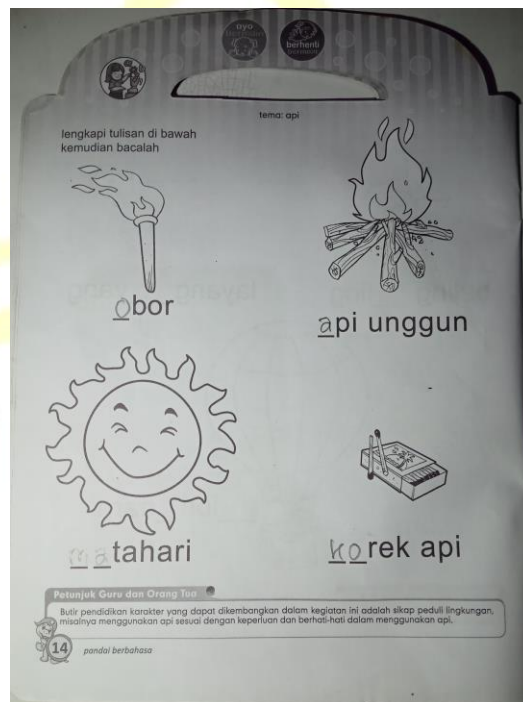 ayo
berhenti
tema: api
lengkapi tulisan di bawah
kemudian bacalah
obor
api unggun
matahari
korek api
Petunjuk Guru dan Orang Tua
Butir pendidikan karakter yang dapat dikembangkan dalam kegiatan ini adalah sikap peduli lingkungan,
misalnya menggunakan api sesuai dengan keperluan dan berhati-hati dalam menggunakan api.
14
pandai berbahasa